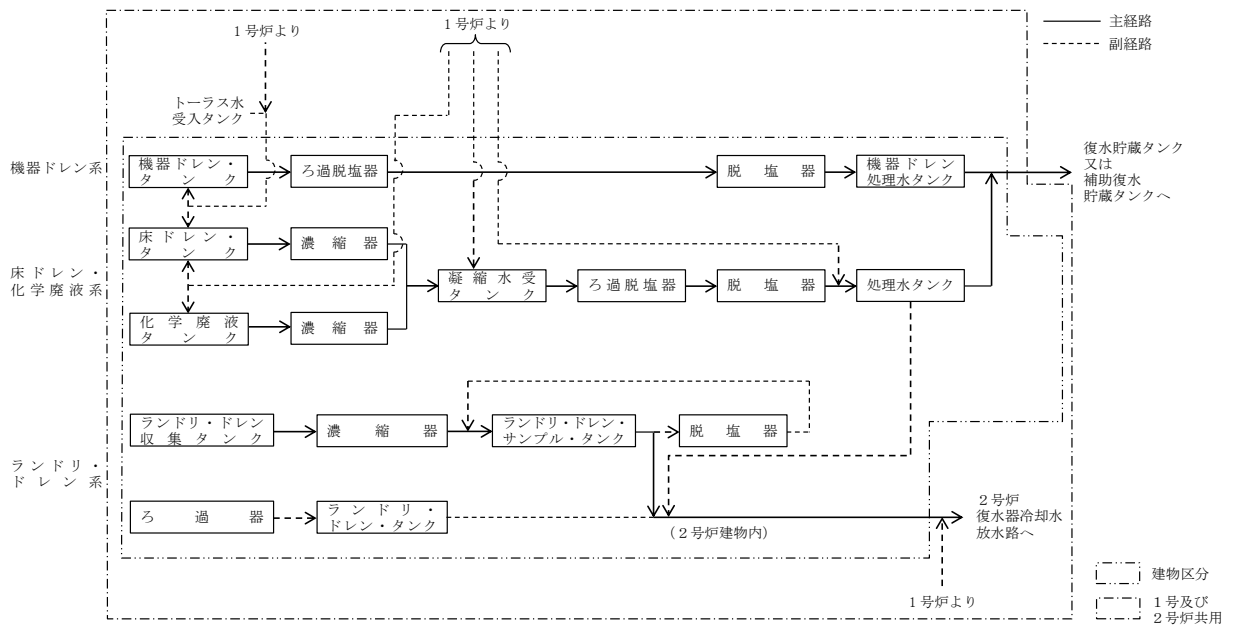 １号炉より
１号炉より
主経路
副経路
トーラス水
受入タンク
機器ドレン系
機器ドレン・
タンク
ろ過脱塩器
脱塩器
機器ドレン
処理水タンク
復水貯蔵タンク
又は
補助復水
貯蔵タンクへ
床ドレン・
タンク
濃縮器
床ドレン・
化学廃液系
凝縮水受
タンク
ろ過脱塩器
脱塩器
処理水タンク
化学廃液
タンク
濃縮器
ランドリ・ドレン
収集タンク
濃縮器
ランドリ・ドレン・
サンプル・タンク
脱塩器
ランドリ・
ドレン系
ろ過器
ランドリ・
ドレン・タンク
(２号炉建物内)
２号炉
復水器冷却水
放水路へ
１号炉より
建物区分
１号及び
２号炉共用